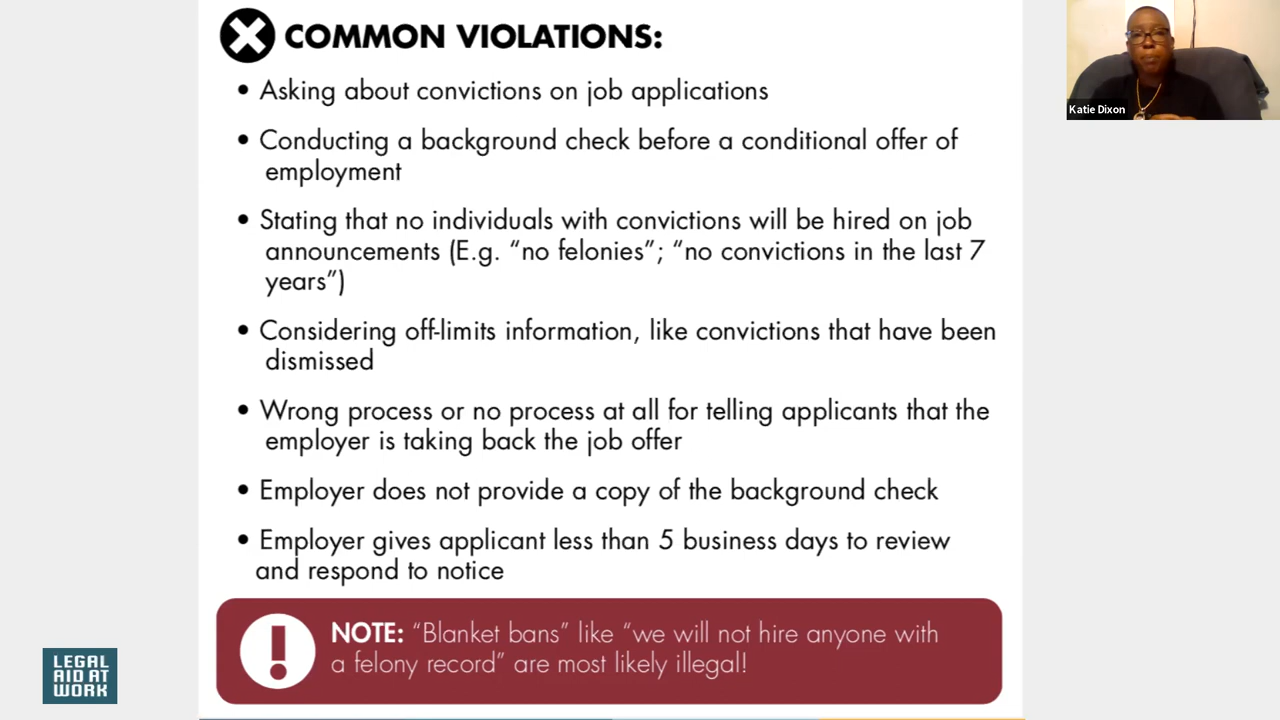 COMMON VIOLATIONS:
• Asking about convictions on job applications
• Conducting a background check before a conditional offer of
employment
• Stating that no individuals with convictions will be hired on job
announcements (E.g. “no felonies”; “no convictions in the last 7
years”)
• Considering off-limits information, like convictions that have been
dismissed
• Wrong process or no process at all for telling applicants that the
employer is taking back the job offer
• Employer does not provide a copy of the background check
• Employer gives applicant less than 5 business days to review
and respond to notice
NOTE: “Blanket bans” like “we will not hire anyone with
a felony record” are most likely illegal!
LEGAL
AID AT
WORK
Katie Dixon